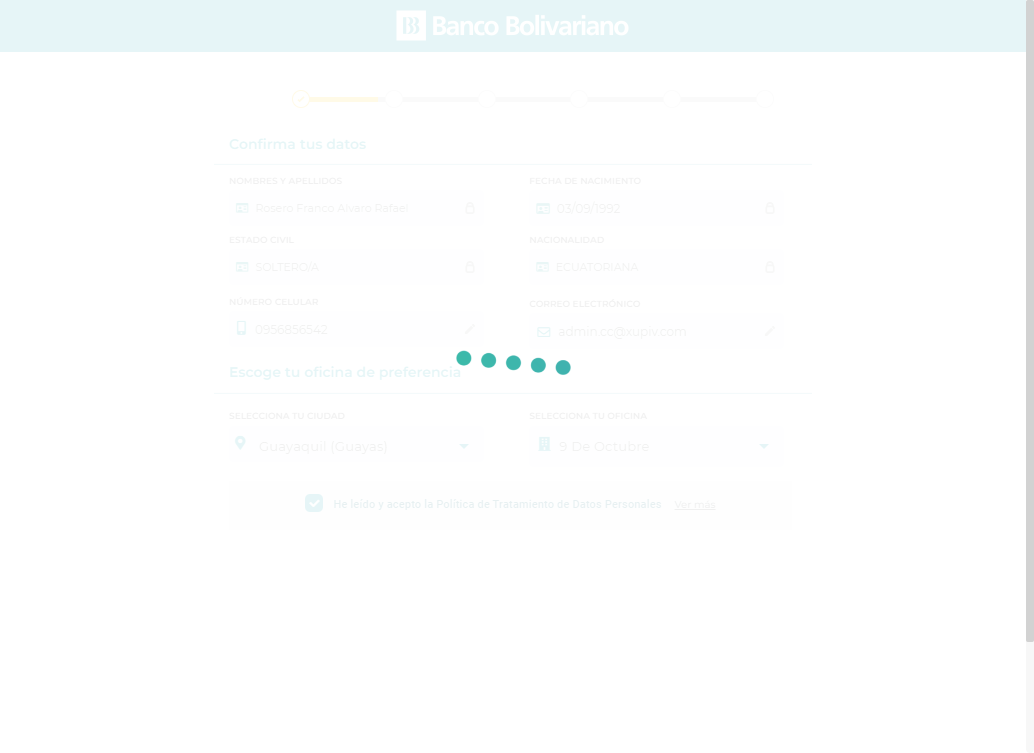 Banco Bolivariano
Confirma tus datos
NOMBRES Y APELLIDOS
FECHA DE NACIMIENTO
Rosero Franco Alvaro Rafael
03/09/1992
ESTADO CIVIL
NACIONALIDAD
SOLTERO/A
ECUATORIANA
NÚMERO CELULAR
CORREO ELECTRÓNICO
0956856542
admin.cc@xupiv.com
Escoge tu oficina de preferencia
SELECCIONA TU CIUDAD
SELECCIONA TU OFICINA
Guayaquil (Guayas)
9 De Octubre
He leído y acepto la Política de Tratamiento de Datos Personales Ver más